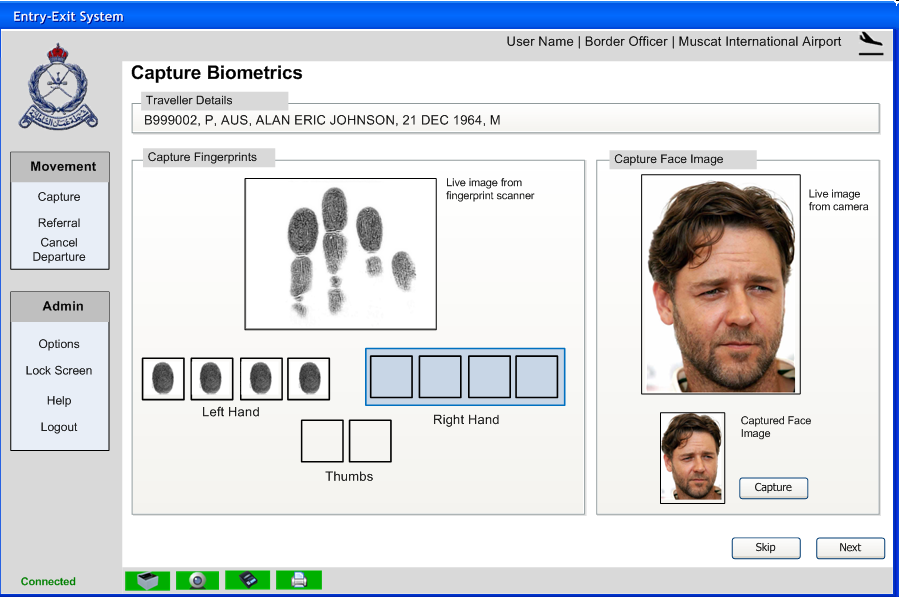 Entry-Exit System
User Name | Border Officer | Muscat International Airport
Capture Biometrics
Traveller Details
B999002, P, AUS, ALAN ERIC JOHNSON, 21 DEC 1964, M
Movement
Capture
Referral
Cancel
Departure
Admin
Options
Lock Screen
Help
Logout
Capture Fingerprints
Live image from
fingerprint scanner
Left Hand
Right Hand
Thumbs
Capture Face Image
Live image
from camera
Captured Face
Image
Capture
Skip
Next
Connected